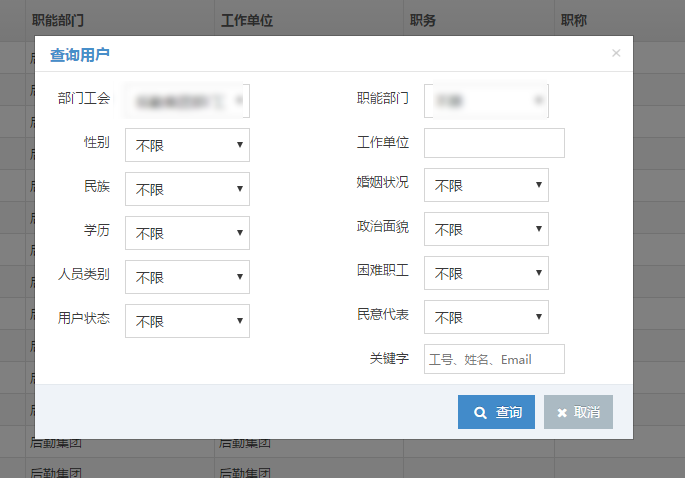 职能部门 工作单位 职务 职称
查询用户 ×
部门工会 职能部门
性别 不限 工作单位
民族 不限 婚姻状况 不限
学历 不限 政治面貌 不限
人员类别 不限 困难职工 不限
用户状态 不限 民意代表 不限
关键字 工号、姓名、Email
查询 取消
后勤集团 后勤集团
后勤集团 后勤集团